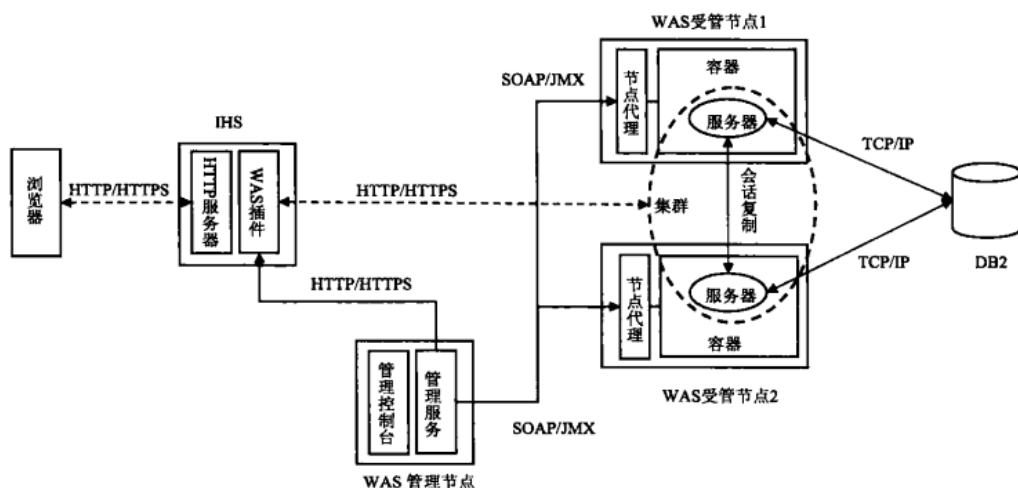 WAS受管节点1
SOAP/JMX
节点代理
容器
服务器
IHS
TCP/IP
浏览器
HTTP/HTTPS
HTTP服务器
WAS插件
HTTP/HTTPS
集群
会话复制
DB2
TCP/IP
HTTP/HTTPS
节点代理
服务器
容器
管理控制台
管理服务
WAS受管节点2
SOAP/JMX
WAS 管理节点